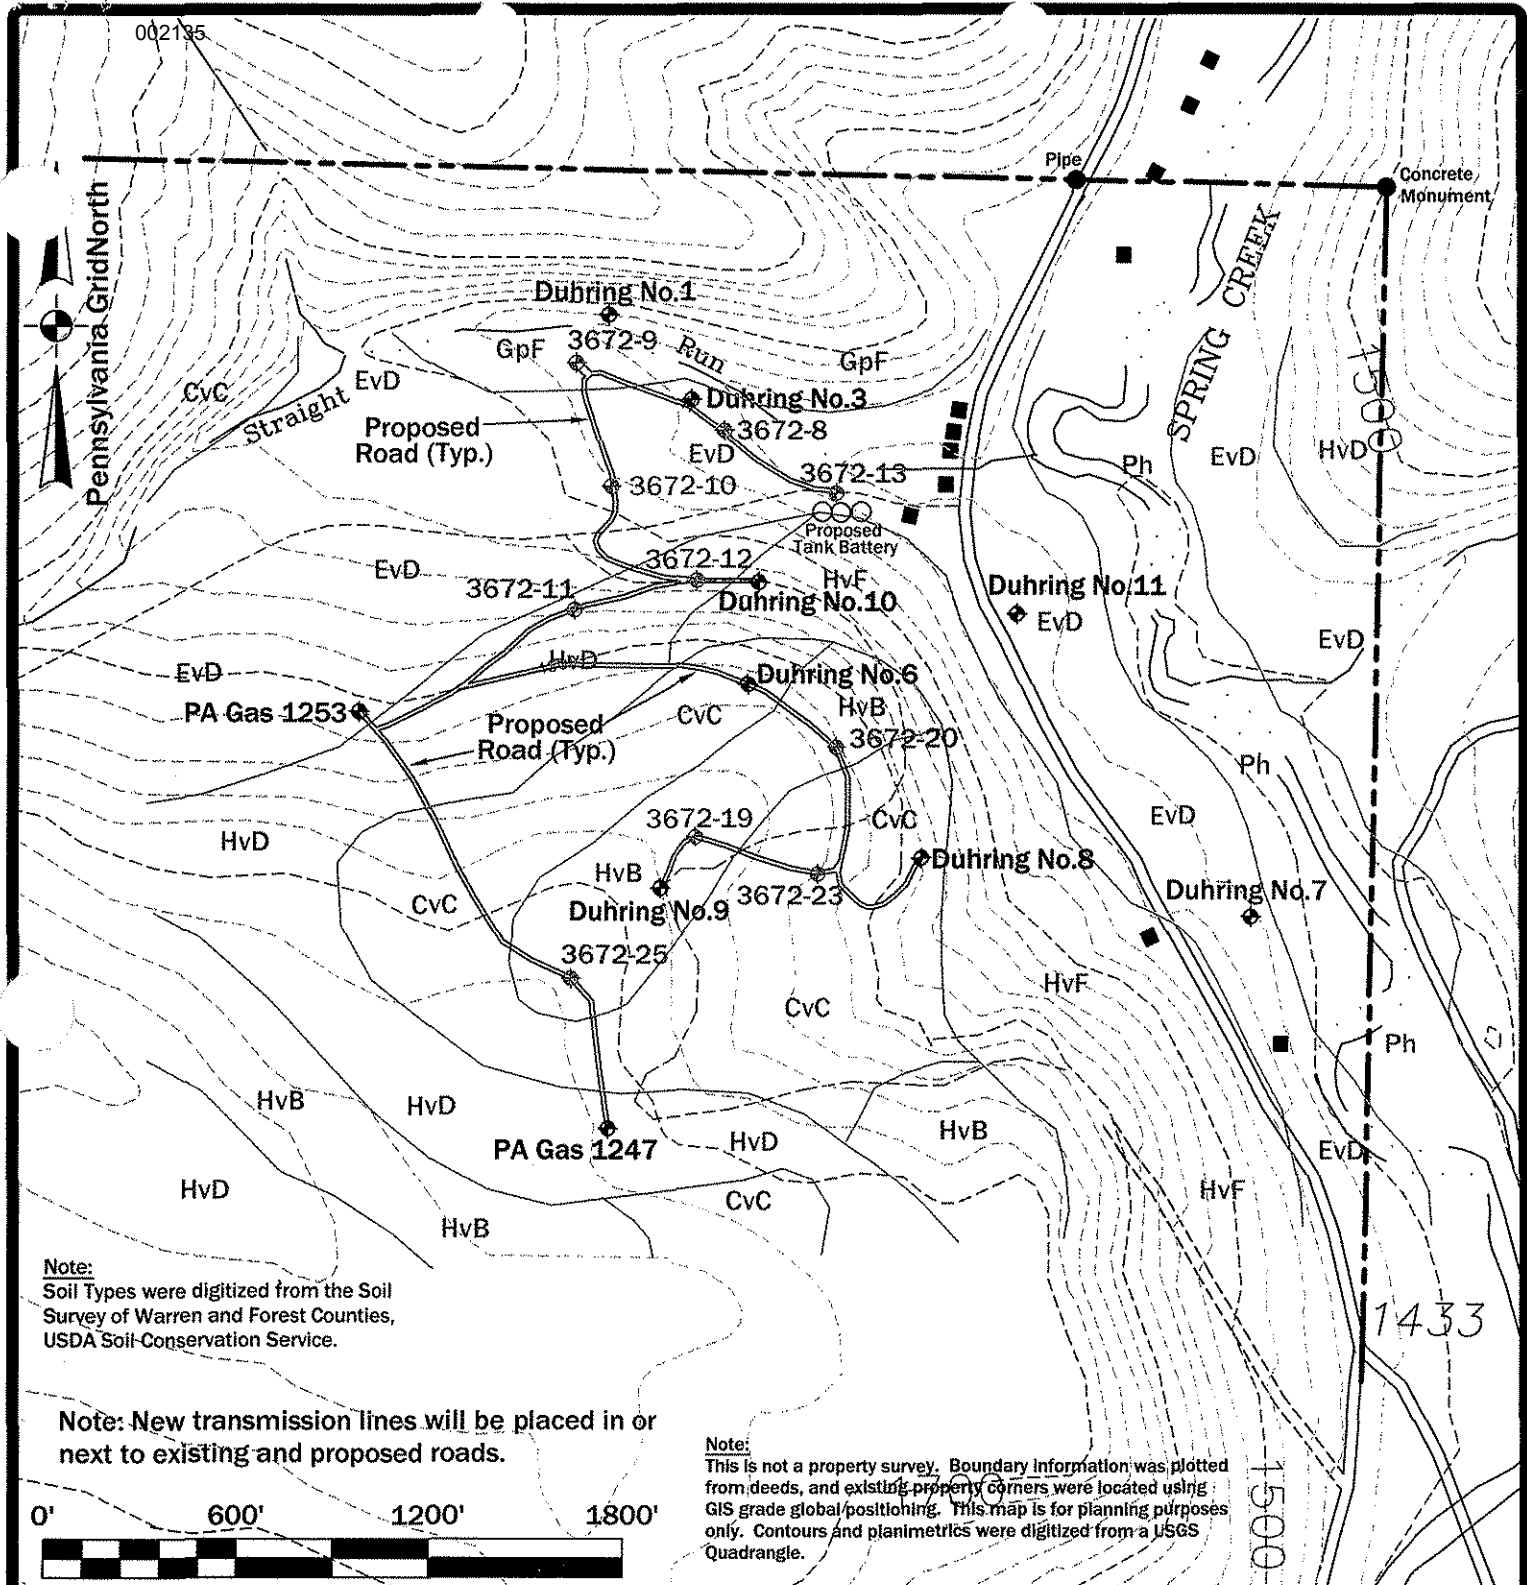 002135
Pipe
Concrete
Monument
Pennsylvania GridNorth
SPRING CREEK
1500
Duhring No.1
3672-9
GpF
Run
GpF
CvC
EvD
Straight
Duhring No.3
Proposed
Road (Typ.)
3672-8
EvD
3672-13
3672-10
Ph
EvD
HvD
Proposed
Tank Battery
3672-12
EvD
3672-11
HvF
Duhring No.10
Duhring No.11
EvD
EvD
HvD
EvD
Duhring No.6
PA Gas 1253
CvC
HvB
Proposed
Road (Typ.)
3672-20
Ph
3672-19
CvC
EvD
HvD
HvB
Duhring No.8
3672-23
Duhring No.7
CvC
Duhring No.9
3672-25
HvF
CvC
Ph
HvB
HvD
HvB
HvD
PA Gas 1247
EvD
HvD
HvF
CvC
HvB
1433
Note:
Soil Types were digitized from the Soil
Survey of Warren and Forest Counties,
USDA Soil Conservation Service.
Note: New transmission lines will be placed in or
next to existing and proposed roads.
Note:
This is not a property survey. Boundary information was plotted
from deeds, and existing property corners were located using
GIS grade global positioning. This map is for planning purposes
only. Contours and planimetrics were digitized from a USGS
Quadrangle.
1700
1500
0' 600' 1200' 1800'